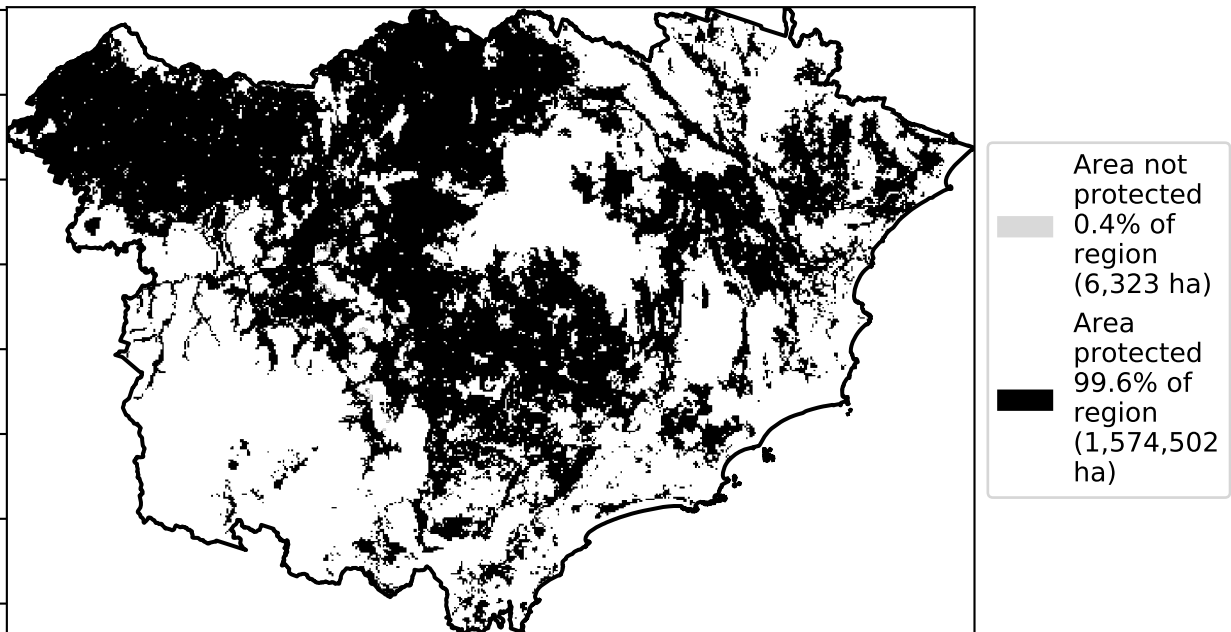 Area not
protected
0.4% of
region
(6,323 ha)
Area
protected
99.6% of
region
(1,574,502
ha)